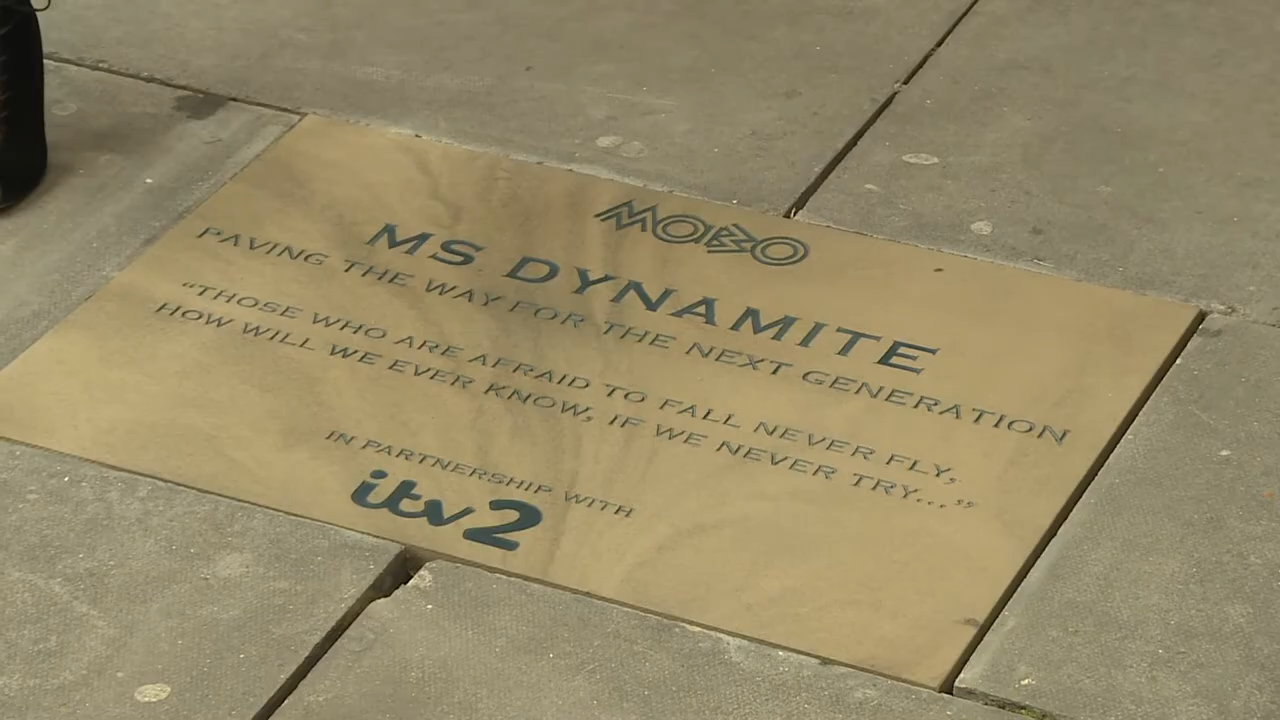 MOBO
MS DYNAMITE
PAVING THE WAY FOR THE NEXT GENERATION
“THOSE WHO ARE AFRAID TO FALL NEVER FLY,
HOW WILL WE EVER KNOW, IF WE NEVER TRY...”
IN PARTNERSHIP WITH
itv2